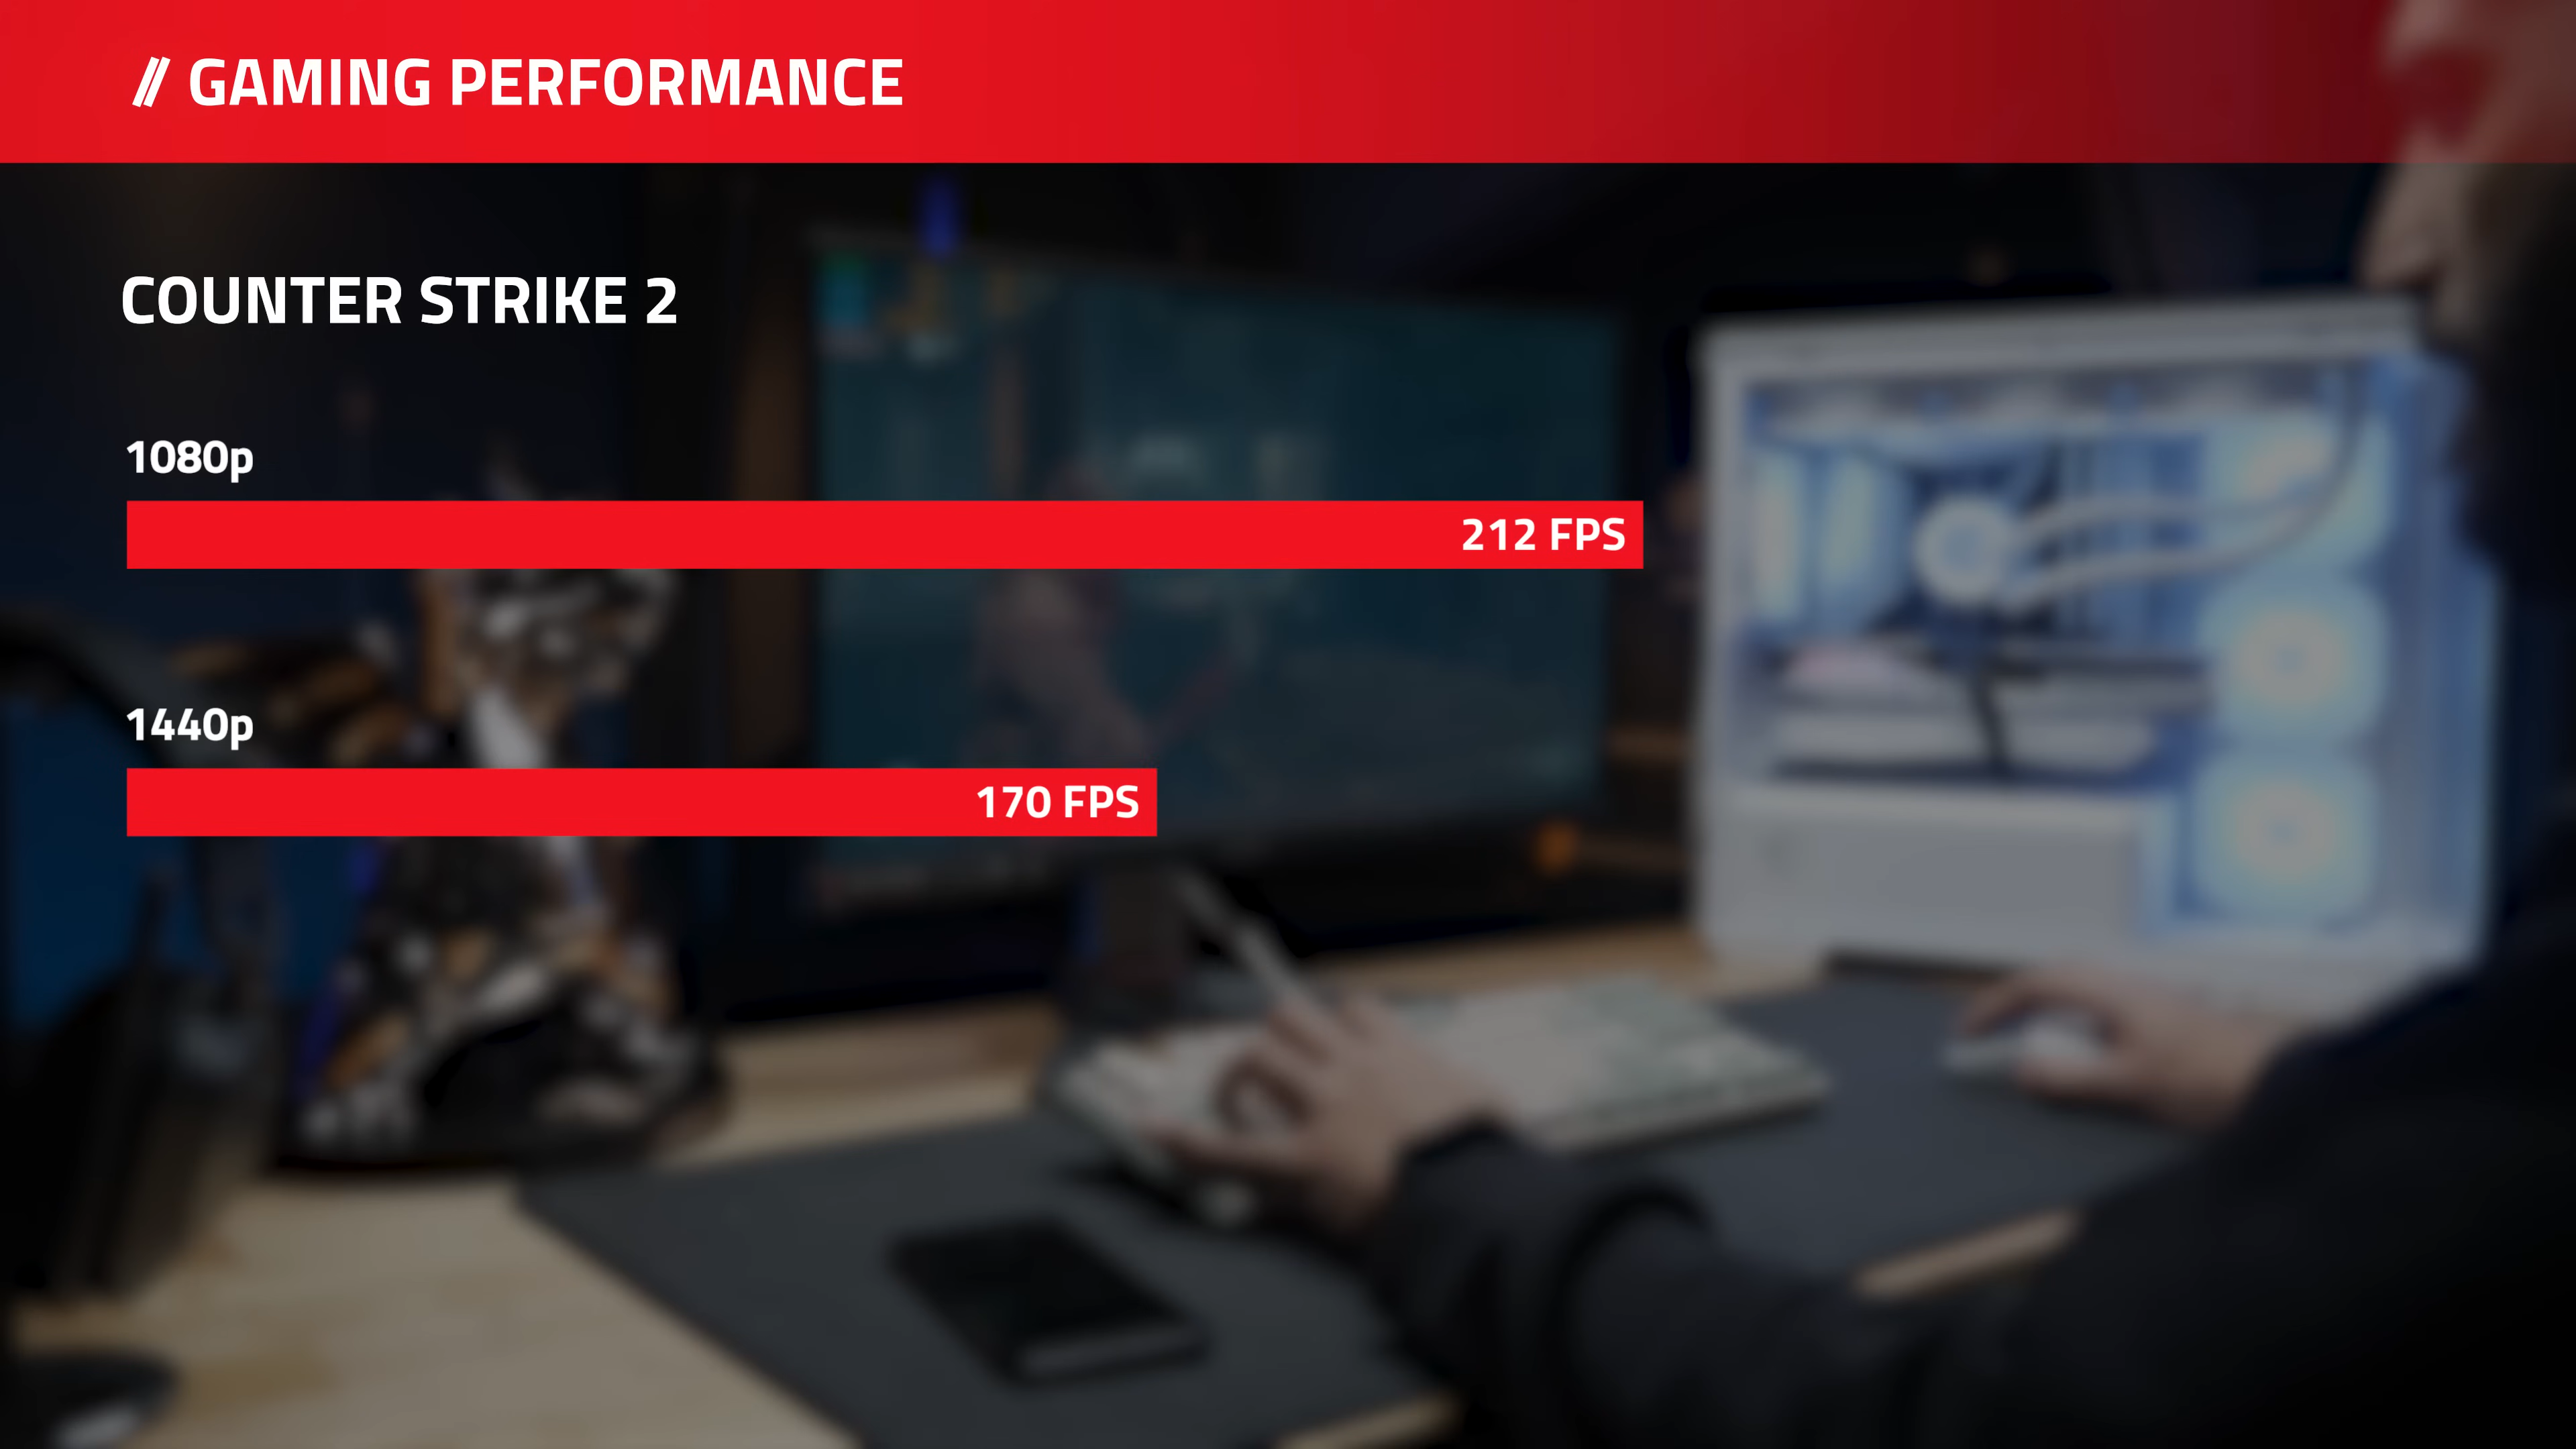 // GAMING PERFORMANCE
COUNTER STRIKE 2
1080p
212 FPS
1440p
170 FPS